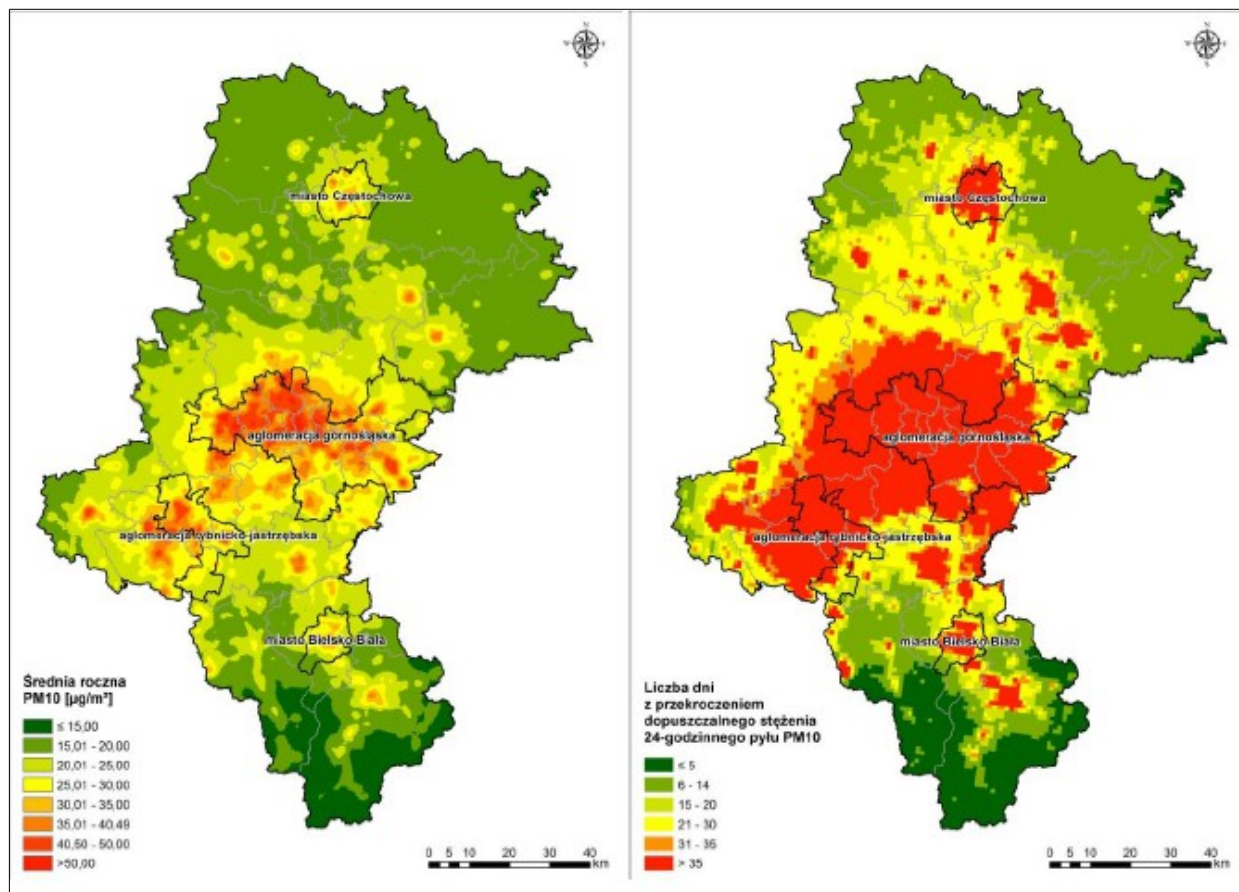 N
W
E
S
miasto Częstochowa
aglomeracja górnośląska
aglomeracja rybnicko-jastrzębska
miasto Bielsko-Biała
Średnia roczna
PM10 [µg/m³]
≤ 15,00
15,01 - 20,00
20,01 - 25,00
25,01 - 30,00
30,01 - 35,00
35,01 - 40,49
40,50 - 50,00
>50,00
0 5 10 20 30 40
km
N
W
E
S
miasto Częstochowa
aglomeracja górnośląska
aglomeracja rybnicko-jastrzębska
miasto Bielsko-Biała
Liczba dni
z przekroczeniem
dopuszczalnego stężenia
24-godzinnego pyłu PM10
≤ 5
6 - 14
15 - 20
21 - 30
31 - 35
> 35
0 5 10 20 30 40
km